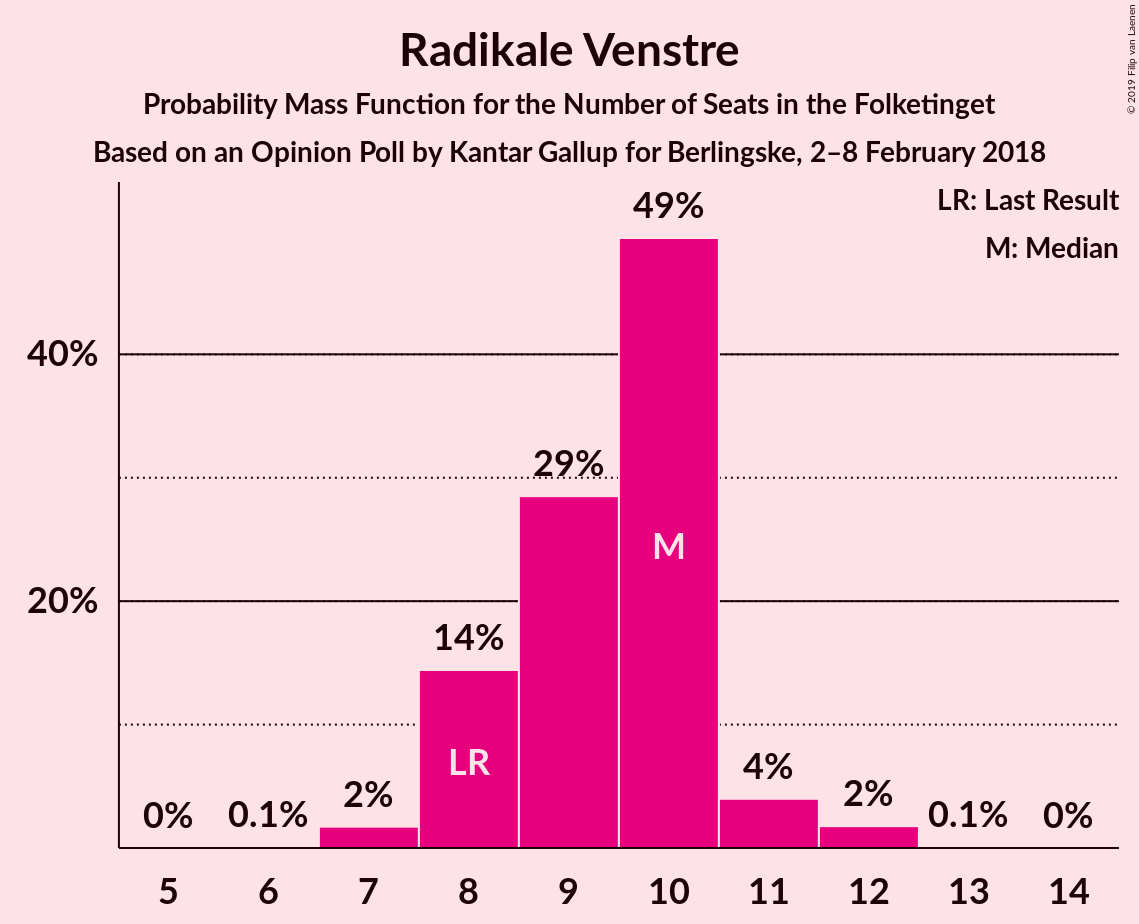 Radikale Venstre
Probability Mass Function for the Number of Seats in the Folketinget
Based on an Opinion Poll by Kantar Gallup for Berlingske, 2–8 February 2018
© 2019 Filip van Laenen
LR: Last Result
M: Median
40%
20%
0%
0.1%
2%
14%
29%
49%
4%
2%
0.1%
0%
LR
M
5 6 7 8 9 10 11 12 13 14